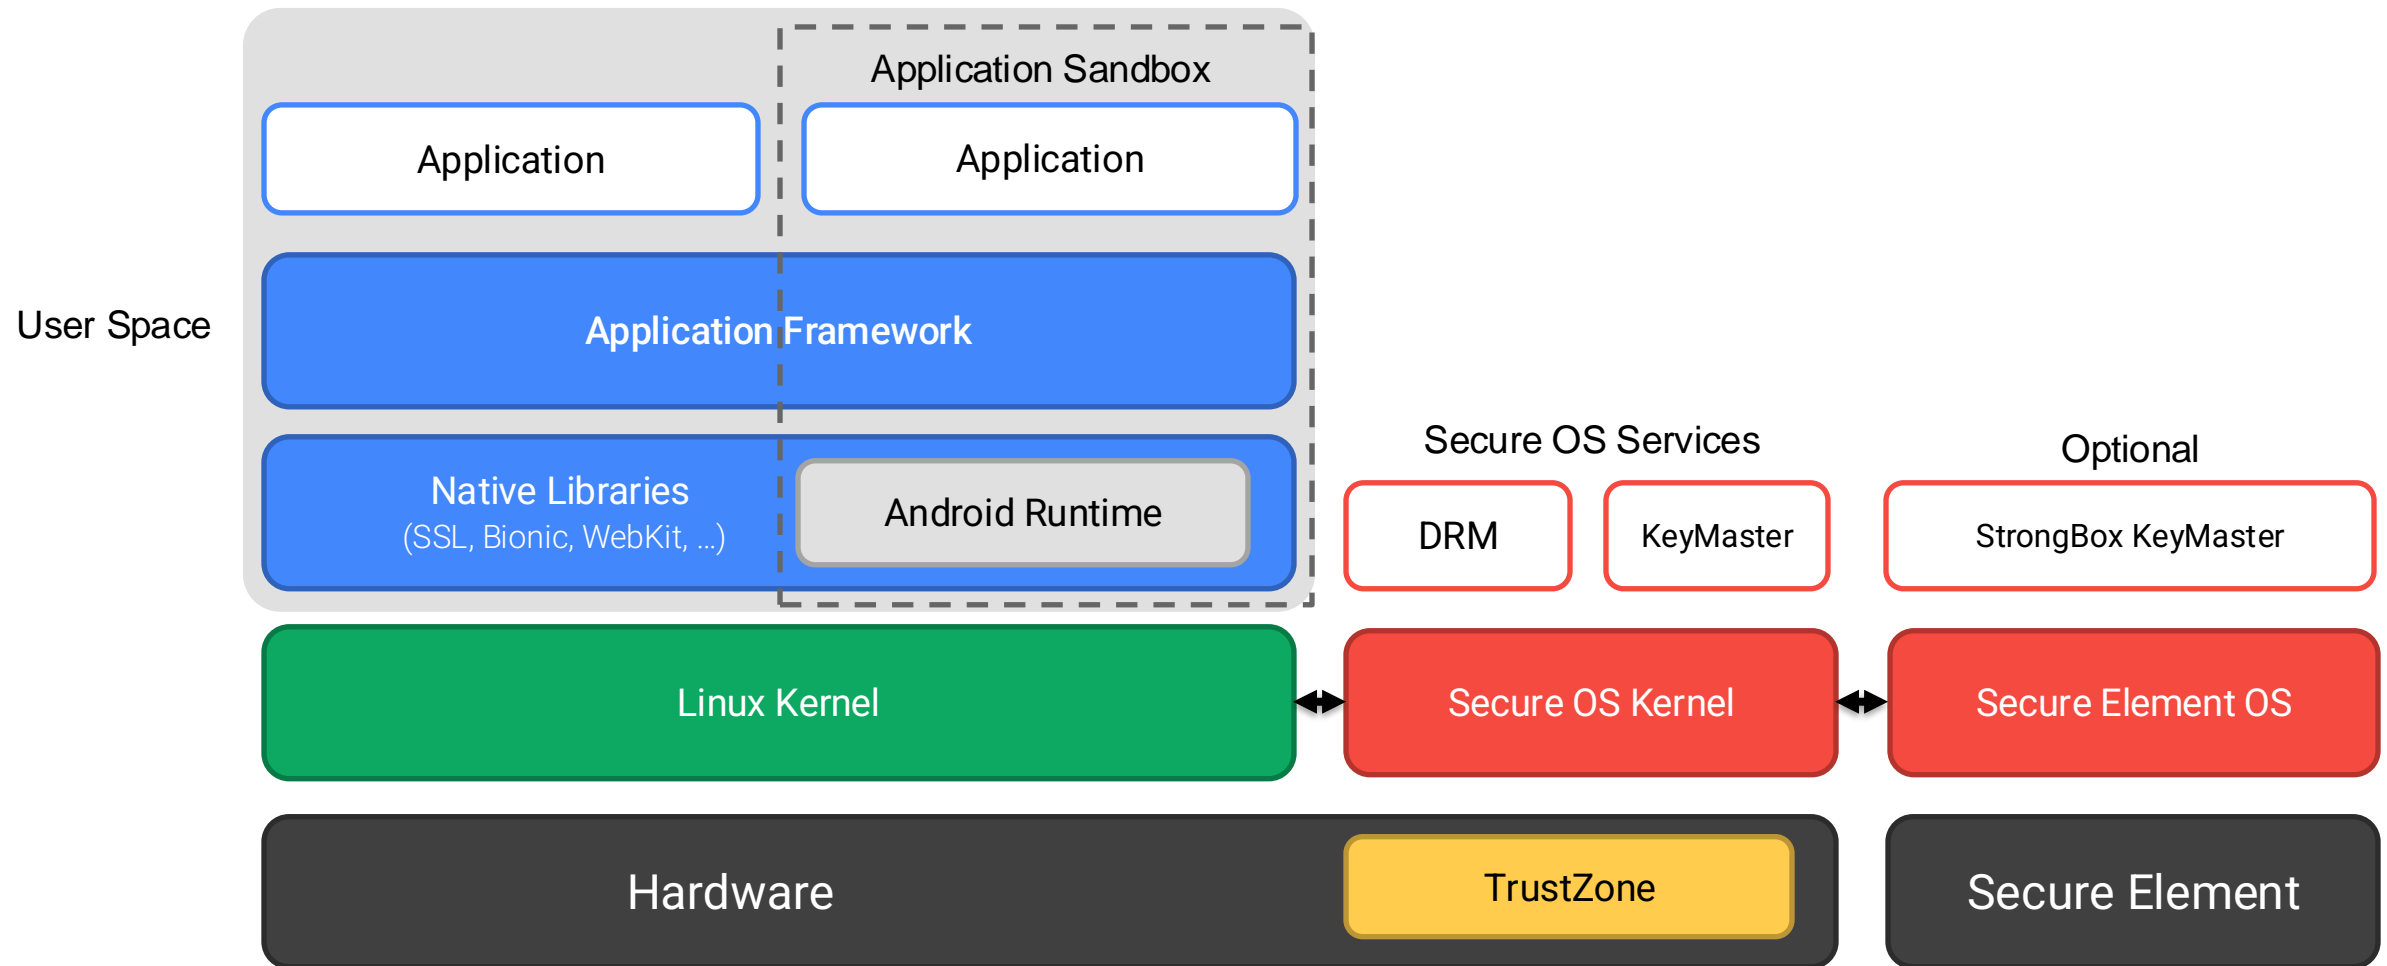 Application Sandbox
Application
Application
User Space
Application Framework
Secure OS Services
Optional
Native Libraries
(SSL, Bionic, WebKit, ...)
Android Runtime
DRM
KeyMaster
StrongBox KeyMaster
Linux Kernel
Secure OS Kernel
Secure Element OS
Hardware
TrustZone
Secure Element